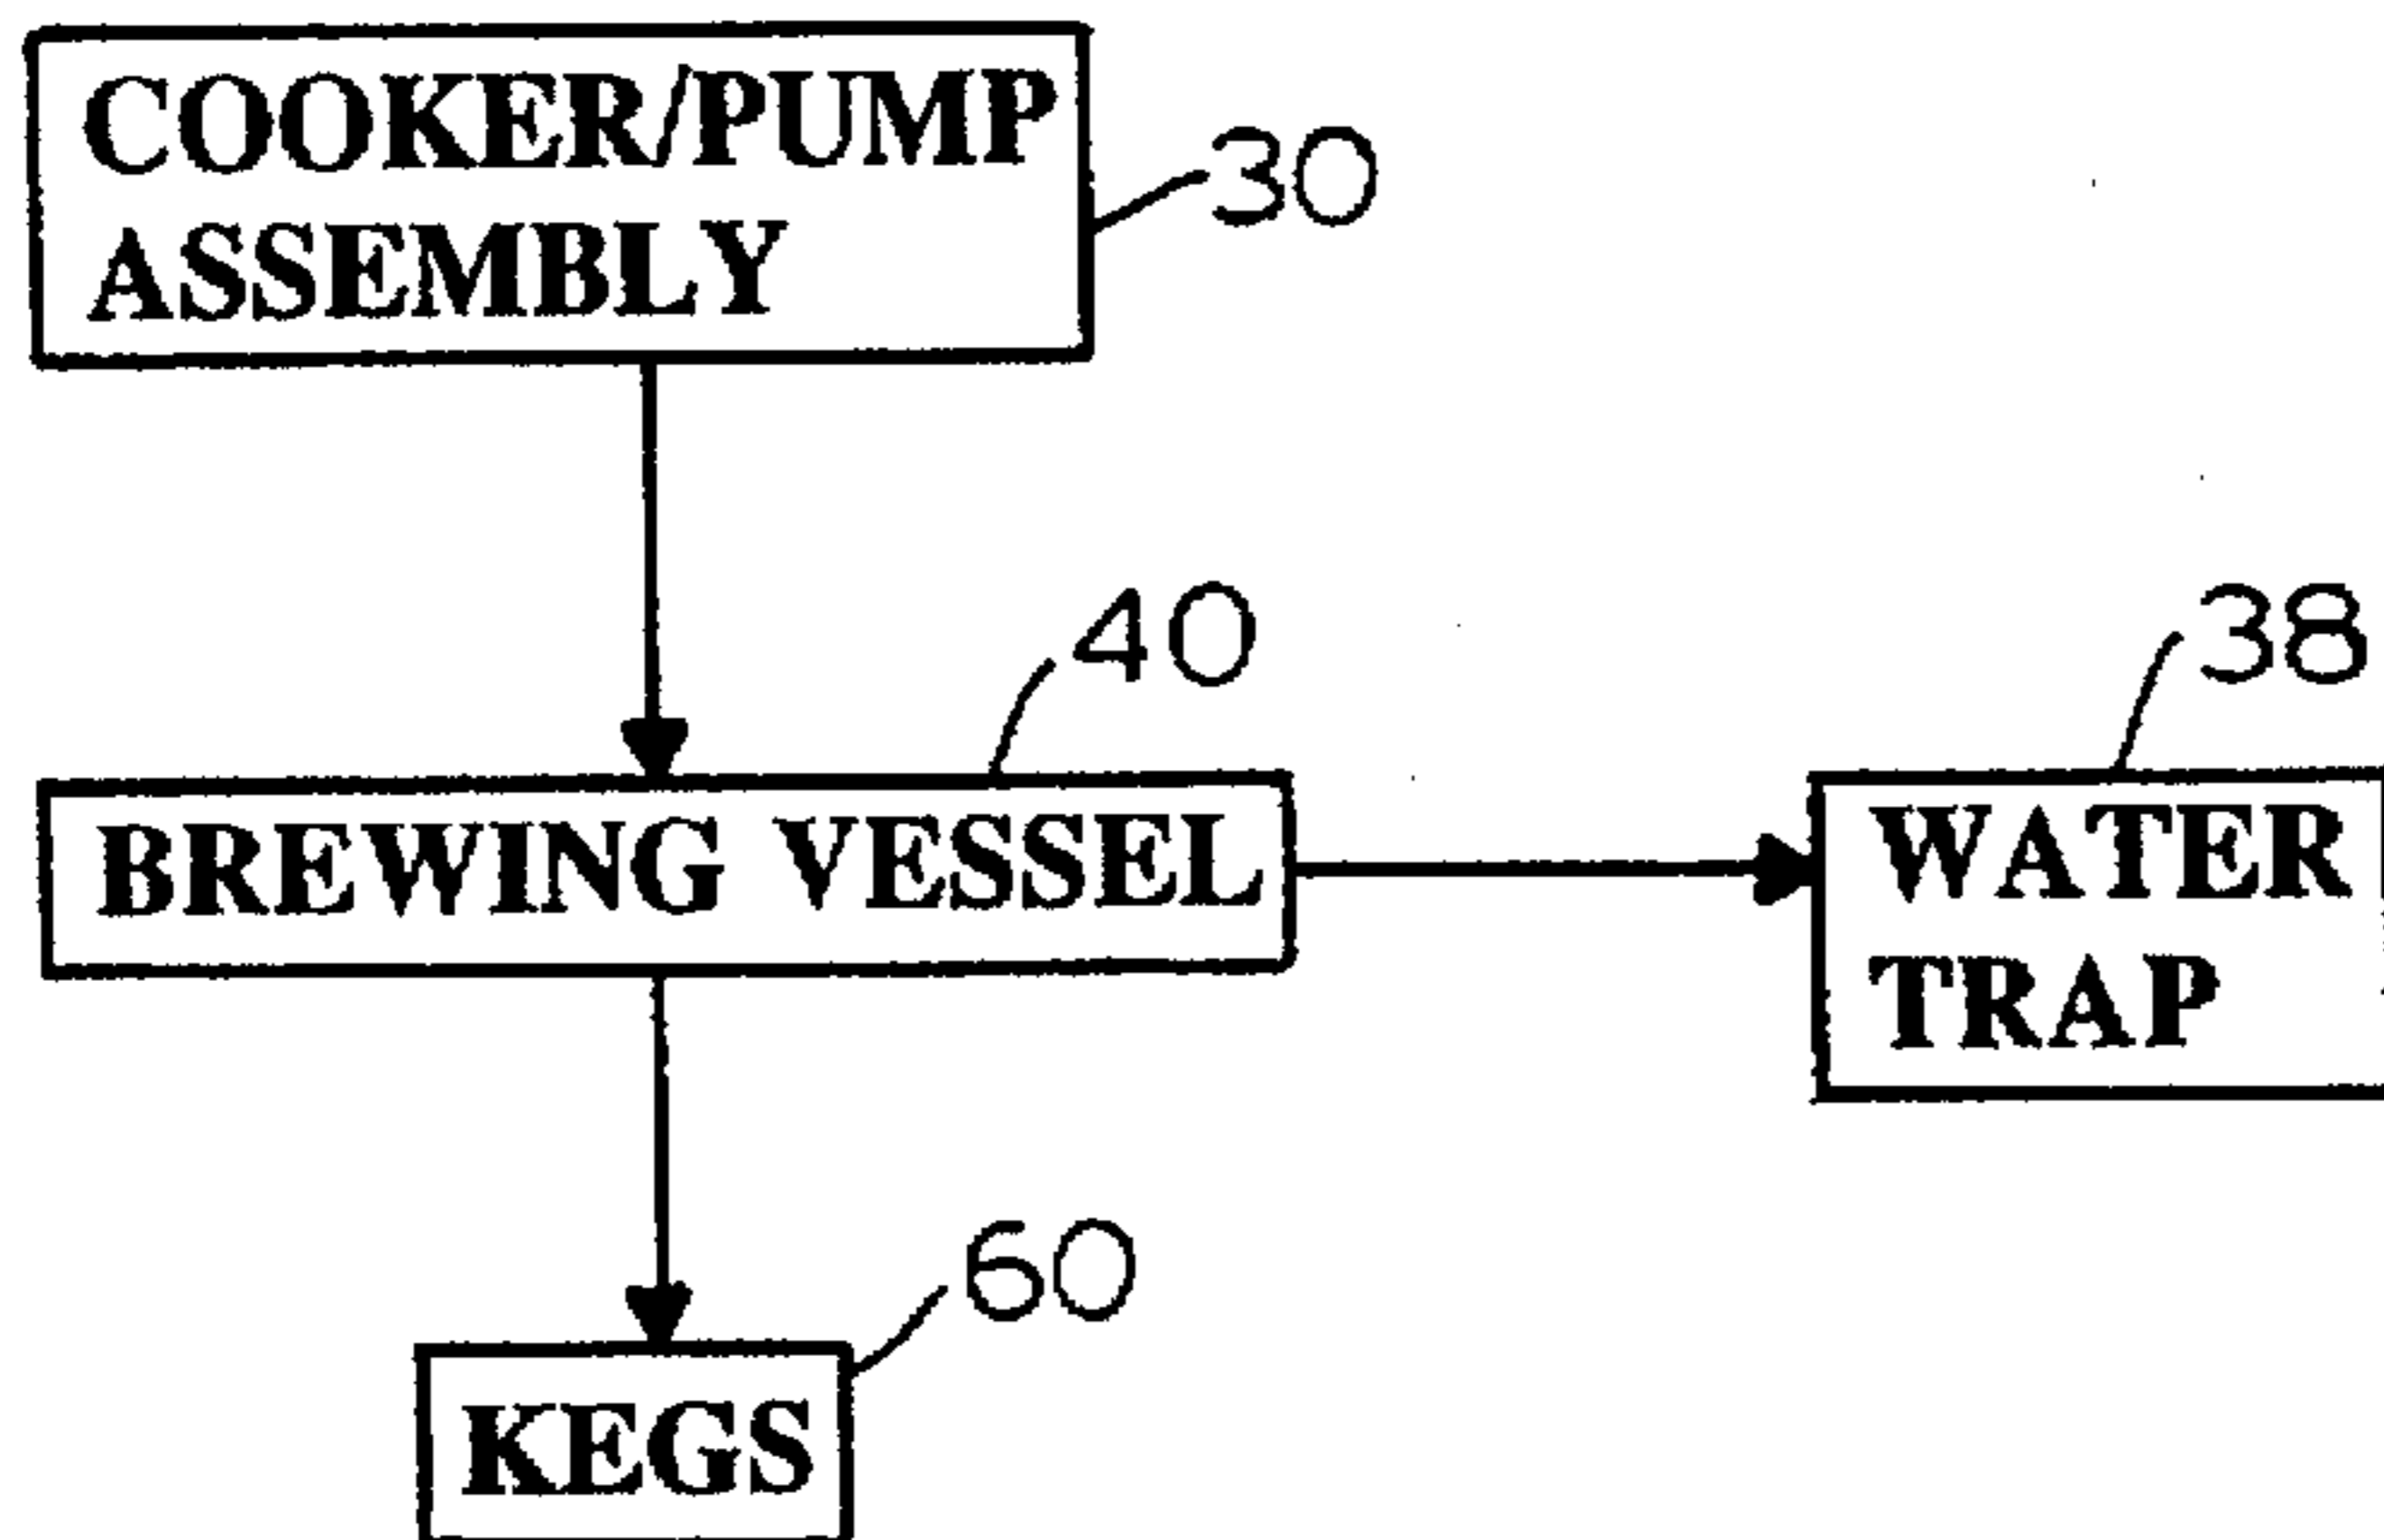 COOKER/PUMP
ASSEMBLY
30
40
38
BREWING VESSEL
WATER
TRAP
60
KEGS